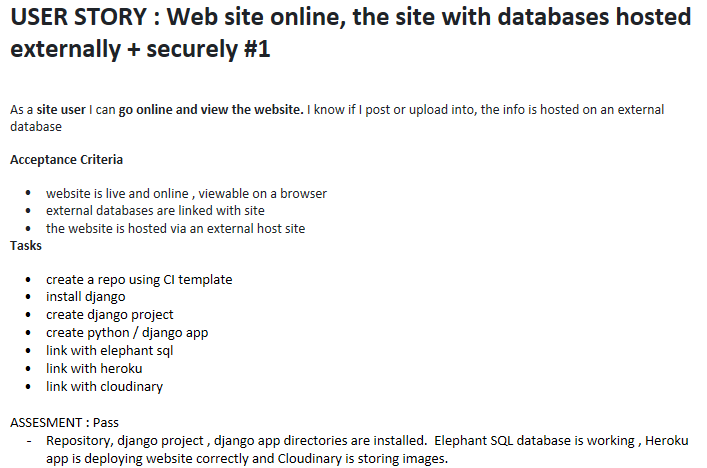 USER STORY : Web site online, the site with databases hosted
externally + securely #1
As a site user I can go online and view the website. I know if I post or upload into, the info is hosted on an external
database
Acceptance Criteria
• website is live and online , viewable on a browser
• external databases are linked with site
• the website is hosted via an external host site
Tasks
• create a repo using CI template
• install django
• create django project
• create python / django app
• link with elephant sql
• link with heroku
• link with cloudinary
ASSESMENT : Pass
- Repository, django project , django app directories are installed.  Elephant SQL database is working , Heroku
app is deploying website correctly and Cloudinary is storing images.